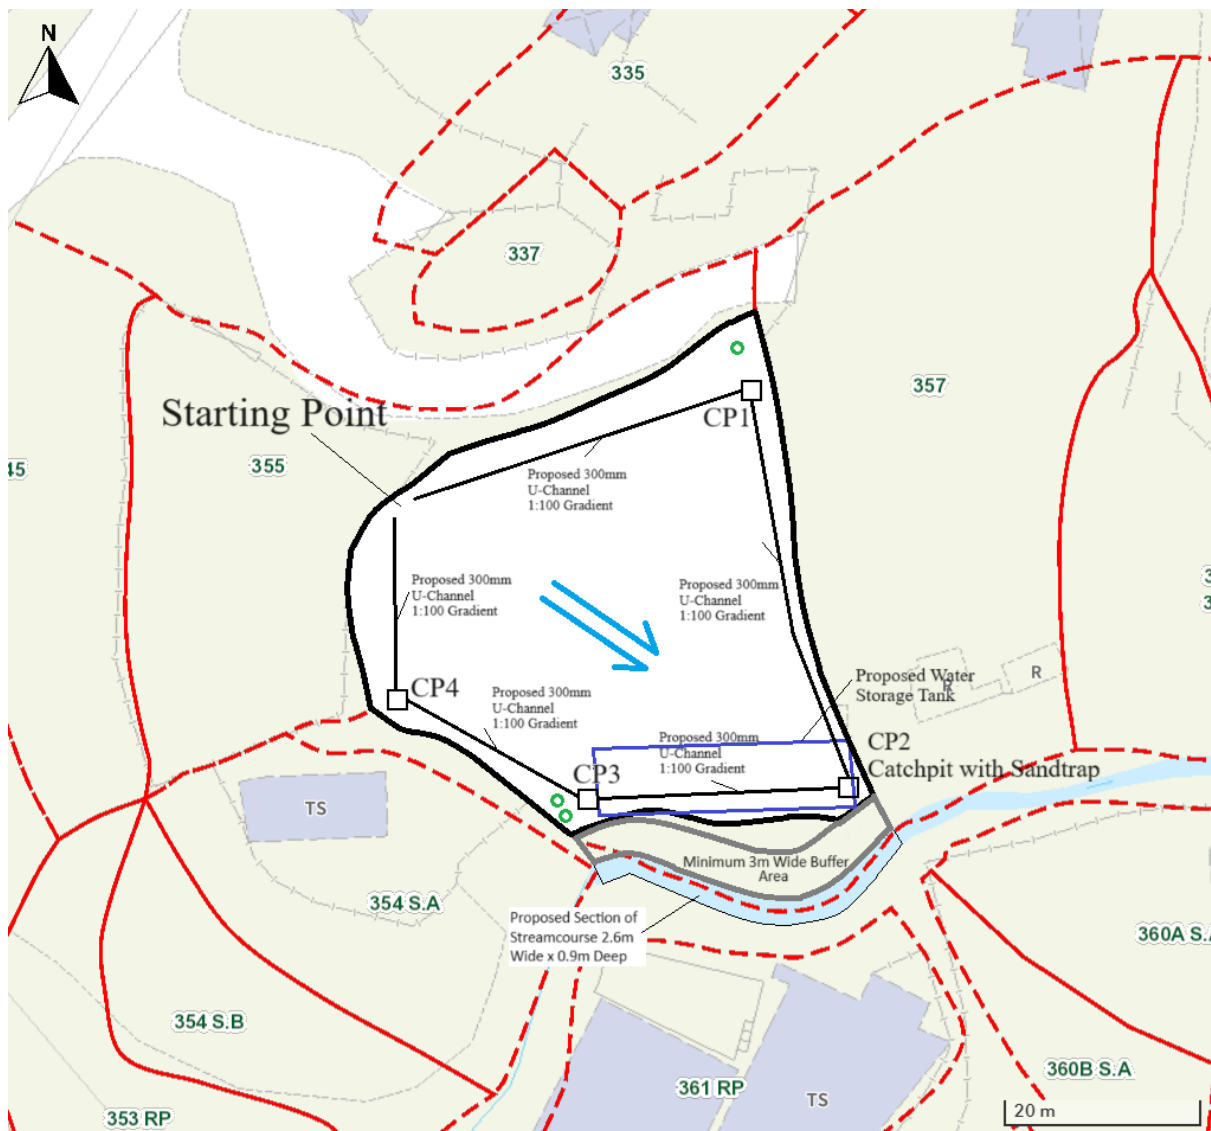 N
335
337
357
Starting Point
CP1
45
355
Proposed 300mm
U-Channel
1:100 Gradient
Proposed 300mm
U-Channel
1:100 Gradient
Proposed 300mm
U-Channel
1:100 Gradient
3
3
R
R
Proposed Water
Storage Tank
CP4
Proposed 300mm
U-Channel
1:100 Gradient
Proposed 300mm
U-Channel
1:100 Gradient
CP2
Catchpit with Sandtrap
CP3
TS
Minimum 3m Wide Buffer
Area
354 S.A
Proposed Section of
Streamcourse 2.6m
Wide x 0.9m Deep
360A S.
354 S.B
360B S.A
361 RP
TS
353 RP
20 m